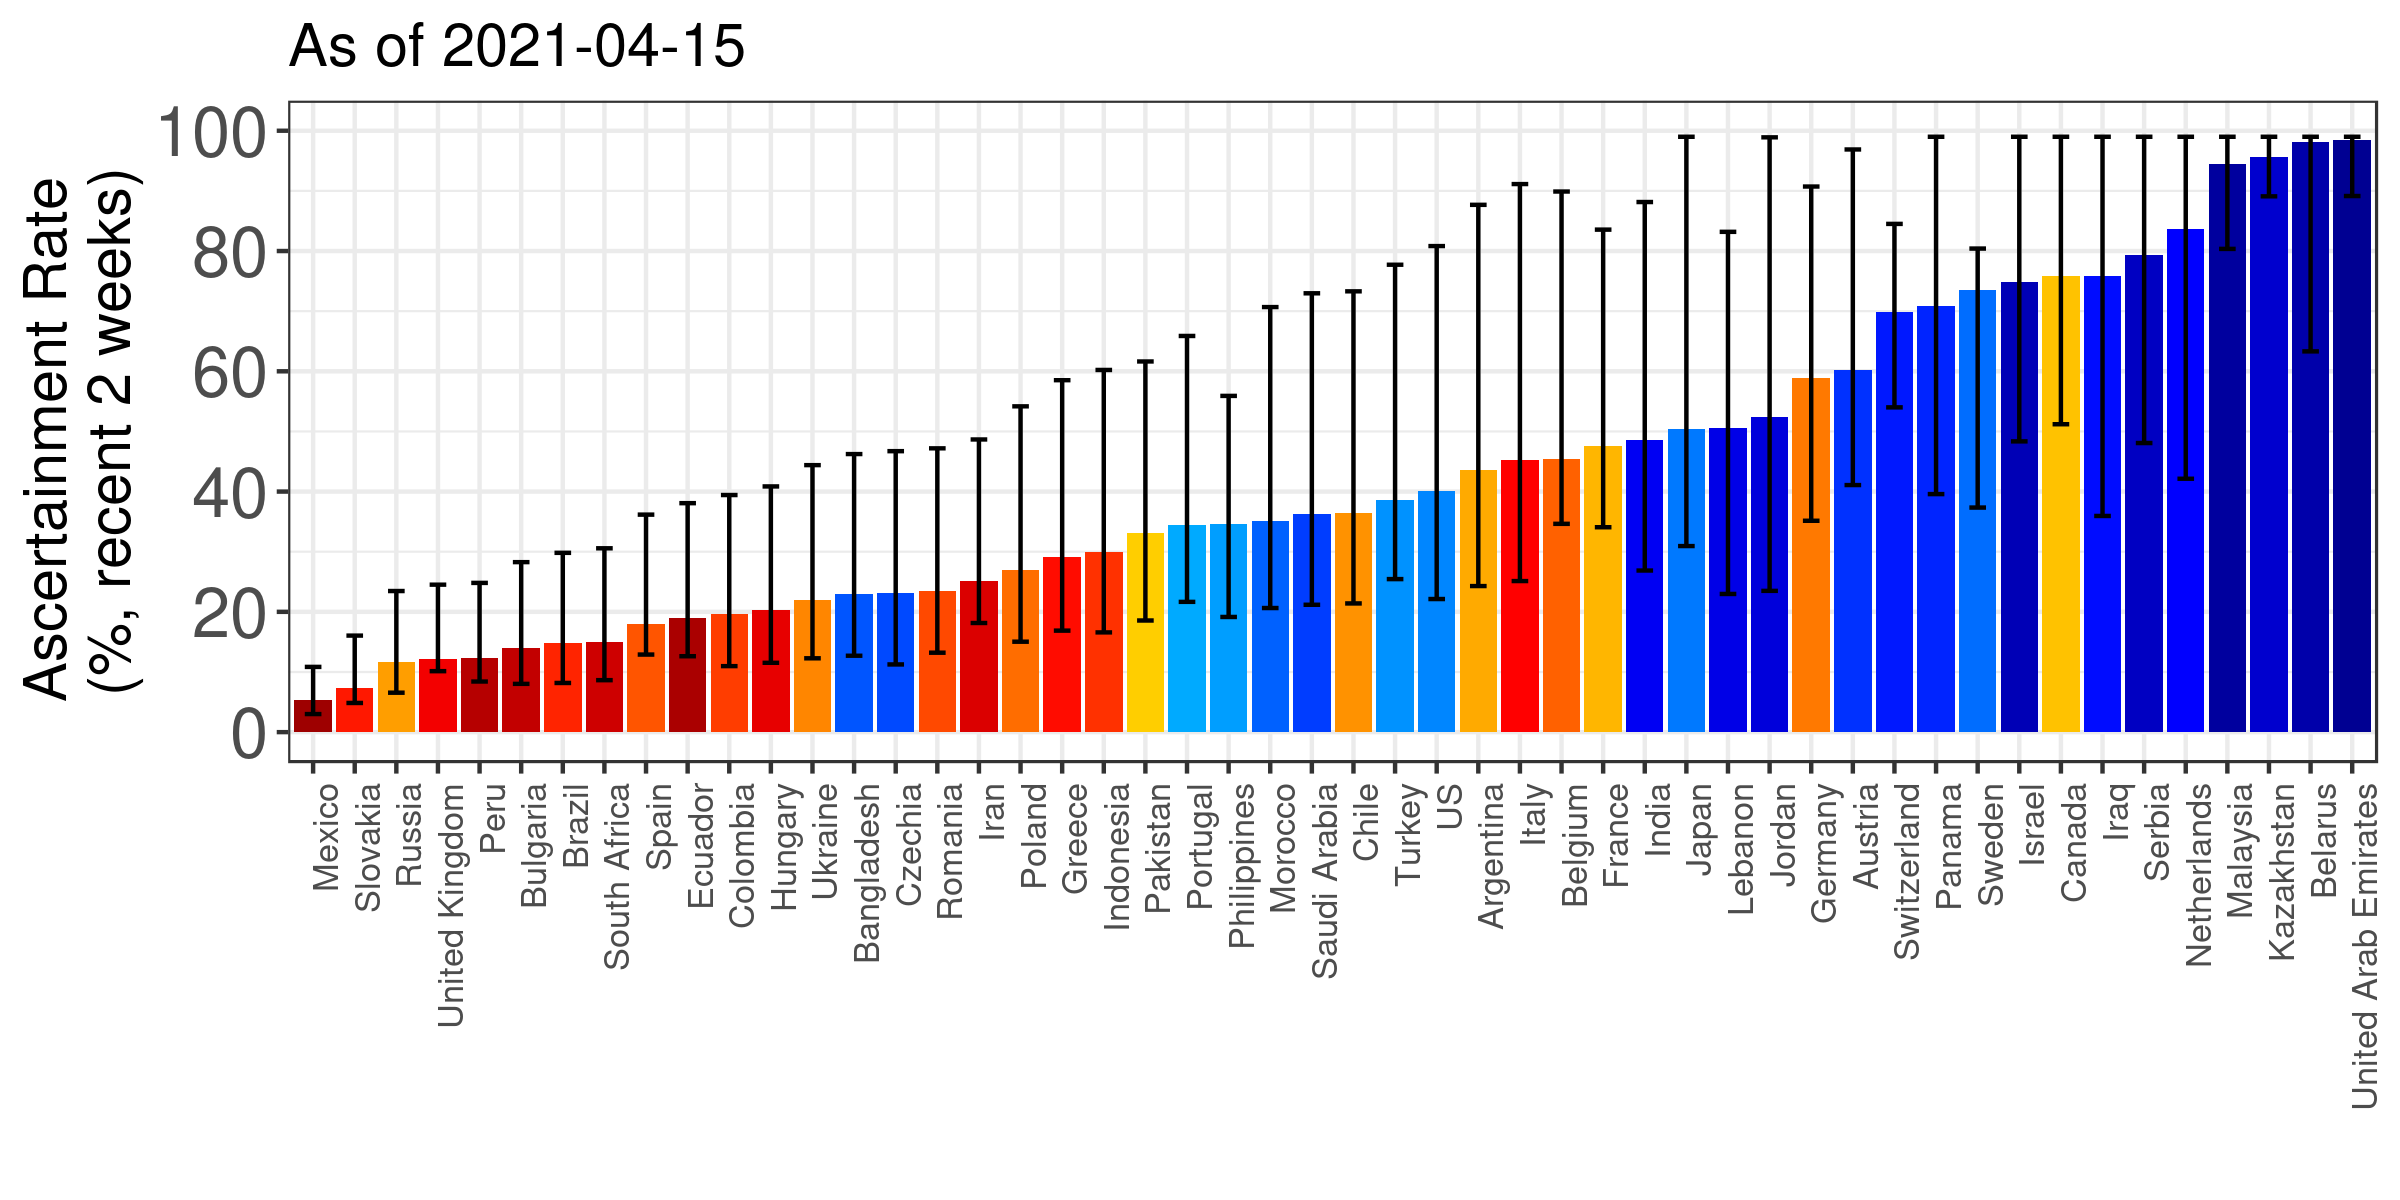 As of 2021-04-15
Ascertainment Rate
(%, recent 2 weeks)
100
80
60
40
20
0
Mexico
Slovakia
Russia
United Kingdom
Peru
Bulgaria
Brazil
South Africa
Spain
Ecuador
Colombia
Hungary
Ukraine
Bangladesh
Czechia
Romania
Iran
Poland
Greece
Indonesia
Pakistan
Portugal
Philippines
Morocco
Saudi Arabia
Chile
Turkey
US
Argentina
Italy
Belgium
France
India
Japan
Lebanon
Jordan
Germany
Austria
Switzerland
Panama
Sweden
Israel
Canada
Iraq
Serbia
Netherlands
Malaysia
Kazakhstan
Belarus
United Arab Emirates